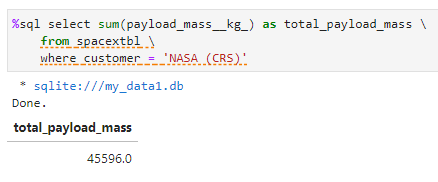 %sql select sum(payload_mass__kg_) as total_payload_mass \
from spacextbl \
where customer = 'NASA (CRS)'
* sqlite:///my_data1.db
Done.
total_payload_mass
45596.0